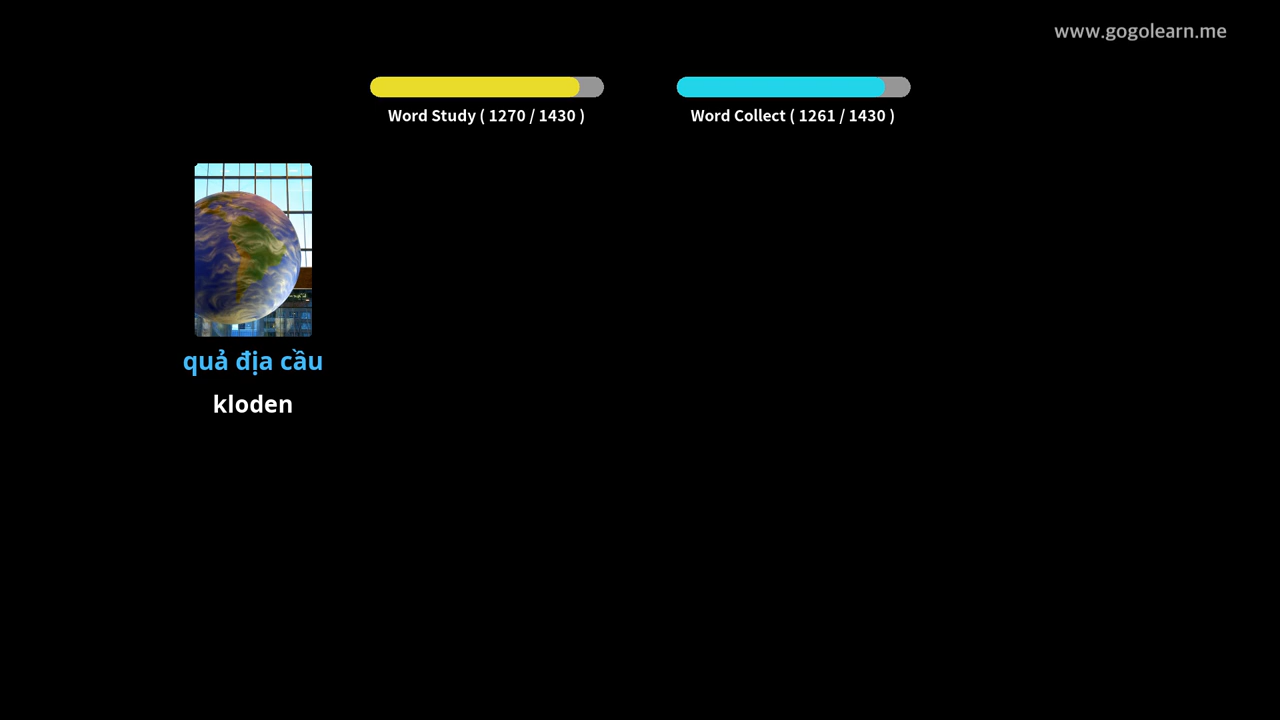 www.gogolearn.me
Word Study ( 1270 / 1430 )
Word Collect ( 1261 / 1430 )
quả địa cầu
kloden